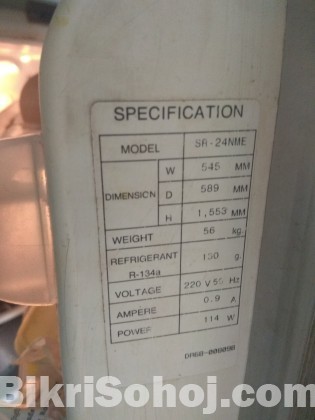 SPECIFICATION
MODEL SR-24NME
DIMENSION W 545 MM
D 589 MM
H 1,553 MM
WEIGHT 56 kg.
REFRIGERANT R-134a g.
VOLTAGE 220 V 50 Hz
AMPERE 0.9 A
POWER 114 W
BikriSohoj.com